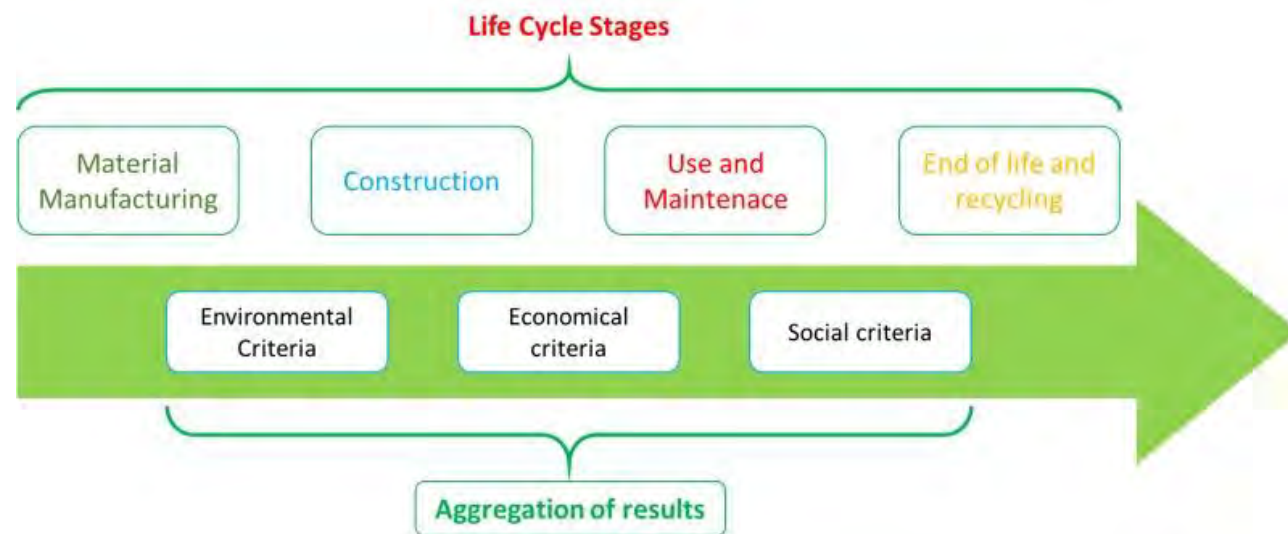 Life Cycle Stages
Material
Manufacturing
Construction
Use and
Maintenace
End of life and
recycling
Environmental
Criteria
Economical
criteria
Social criteria
Aggregation of results